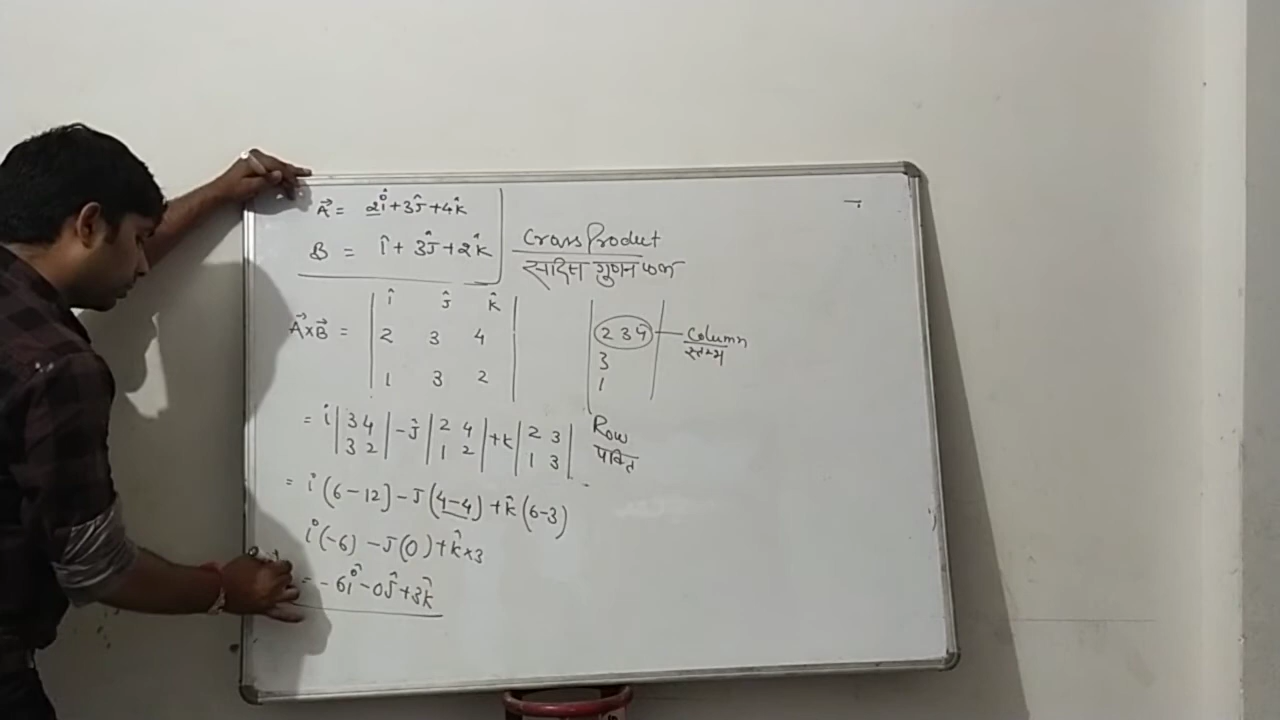 A⃗ = 2î+3ĵ+4k̂
B = î + 3ĵ+2k̂
Cross Product
सदिश गुणनफल
A⃗×B⃗ = | î ĵ k̂ |
2 3 4
1 3 2
2 3 4 — Column
स्तम्भ
3
1
= î |3 4| -ĵ |2 4| +k |2 3|
3 2 1 2 1 3
Row
पंक्ति
= î (6-12) - J (4-4) + k̂ (6-3)
î (-6) - J (0) + k̂×3
= -6î -0ĵ+3k̂